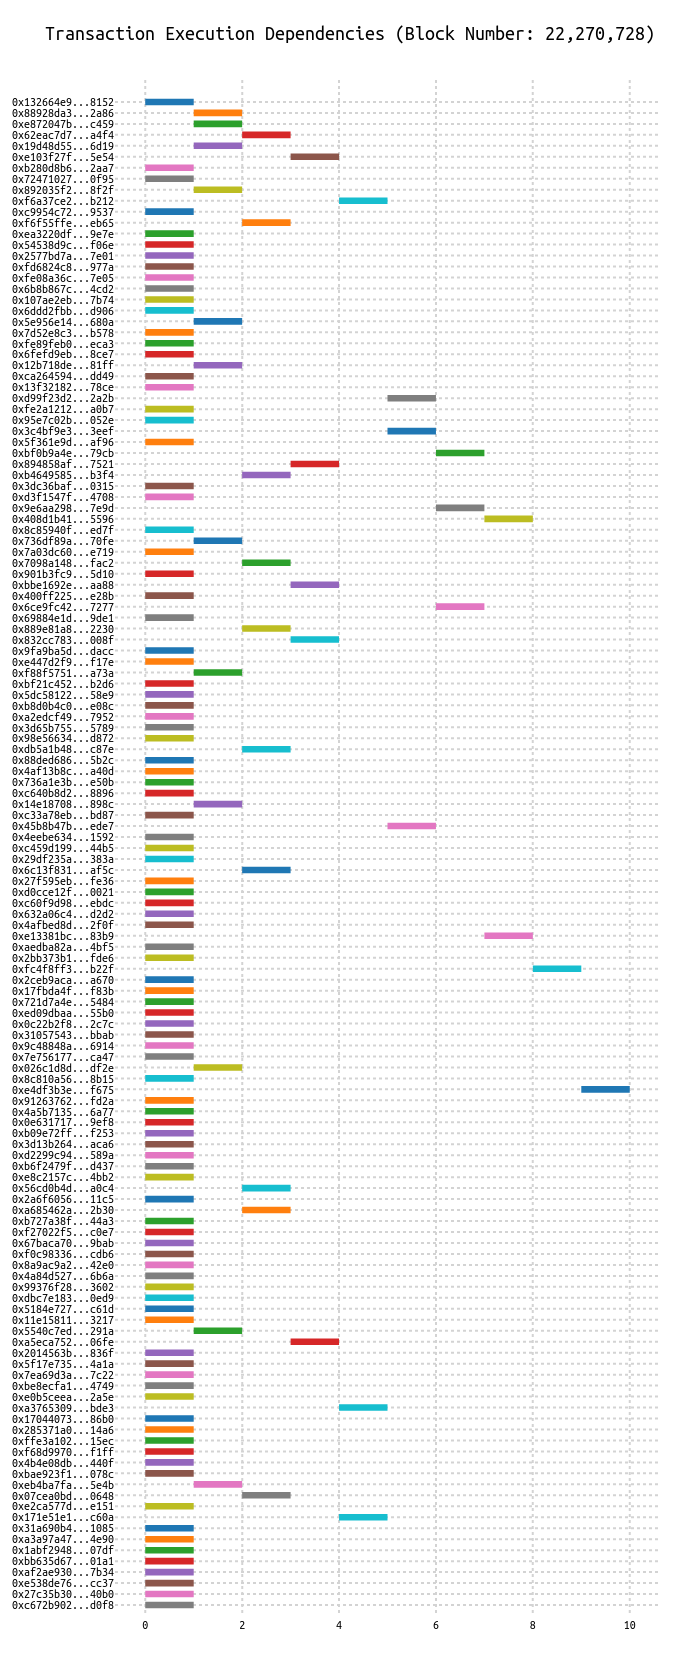 Transaction Execution Dependencies (Block Number: 22,270,728)
0x132664e9...8152
0x88928da3...2a86
0xe872047b...c459
0x62eac7d7...a4f4
0x19d48d55...6d19
0xe103f27f...5e54
0xb280d8b6...2aa7
0x72471027...0f95
0x892035f2...8f2f
0xf6a37ce2...b212
0xc9954c72...9537
0xf6f55ffe...eb65
0xea3220df...9e7e
0x54538d9c...f06e
0x2577bd7a...7e01
0xfd6824c8...977a
0xfe08a36c...7e05
0x6b8b867c...4cd2
0x107ae2eb...7b74
0x6ddd2fbb...d906
0x5e956e14...680a
0x7d52e8c3...b578
0xfe89feb0...eca3
0x6fefd9eb...8ce7
0x12b718de...81ff
0xca264594...dd49
0x13f32182...78ce
0xd99f23d2...2a2b
0xfe2a1212...a0b7
0x95e7c02b...052e
0x3c4bf9e3...3eef
0x5f361e9d...af96
0xbf0b9a4e...79cb
0x894858af...7521
0xb4649585...b3f4
0x3dc36baf...0315
0xd3f1547f...4708
0x9e6aa298...7e9d
0x408d1b41...5596
0x8c85940f...ed7f
0x736df89a...70fe
0x7a03dc60...e719
0x7098a148...fac2
0x901b3fc9...5d10
0xbbe1692e...aa88
0x400ff225...e28b
0x6ce9fc42...7277
0x69884e1d...9de1
0x889e81a8...2230
0x832cc783...008f
0x9fa9ba5d...dacc
0xe447d2f9...f17e
0xf88f5751...a73a
0xbf21c452...b2d6
0x5dc58122...58e9
0xb8d0b4c0...e08c
0xa2edcf49...7952
0x3d65b755...5789
0x98e56634...d872
0xdb5a1b48...c87e
0x88ded686...5b2c
0x4af13b8c...a40d
0x736a1e3b...e50b
0xc640b8d2...8896
0x14e18708...898c
0xc33a78eb...bd87
0x45b8b47b...ede7
0x4eebe634...1592
0xc459d199...44b5
0x29df235a...383a
0x6c13f831...af5c
0x27f595eb...fe36
0xd0cce12f...0021
0xc60f9d98...ebdc
0x632a06c4...d2d2
0x4afbed8d...2f0f
0xe13381bc...83b9
0xaedba82a...4bf5
0x2bb373b1...fde6
0xfc4f8ff3...b22f
0x2ceb9aca...a670
0x17fbda4f...f83b
0x721d7a4e...5484
0xed09dbaa...55b0
0x0c22b2f8...2c7c
0x31057543...bbab
0x9c48848a...6914
0x7e756177...ca47
0x026c1d8d...df2e
0x8c810a56...8b15
0xe4df3b3e...f675
0x91263762...fd2a
0x4a5b7135...6a77
0x0e631717...9ef8
0xb09e72ff...f253
0x3d13b264...aca6
0xd2299c94...589a
0xb6f2479f...d437
0xe8c2157c...4bb2
0x56cd0b4d...a0c4
0x2a6f6056...11c5
0xa685462a...2b30
0xb727a38f...44a3
0xf27022f5...c0e7
0x67baca70...9bab
0xf0c98336...cdb6
0x8a9ac9a2...42e0
0x4a84d527...6b6a
0x99376f28...3602
0xdbc7e183...0ed9
0x5184e727...c61d
0x11e15811...3217
0x5540c7ed...291a
0xa5eca752...06fe
0x2014563b...836f
0x5f17e735...4a1a
0x7ea69d3a...7c22
0xbe8ecfa1...4749
0xe0b5ceea...2a5e
0xa3765309...bde3
0x17044073...86b0
0x285371a0...14a6
0xffe3a102...15ec
0xf68d9970...f1ff
0x4b4e08db...440f
0xbae923f1...078c
0xeb4ba7fa...5e4b
0x07cea0bd...0648
0xe2ca577d...e151
0x171e51e1...c60a
0x31a690b4...1085
0xa3a97a47...4e90
0x1abf2948...07df
0xbb635d67...01a1
0xaf2ae930...7b34
0xe538de76...cc37
0x27c35b30...40b0
0xc672b902...d0f8
0 2 4 6 8 10